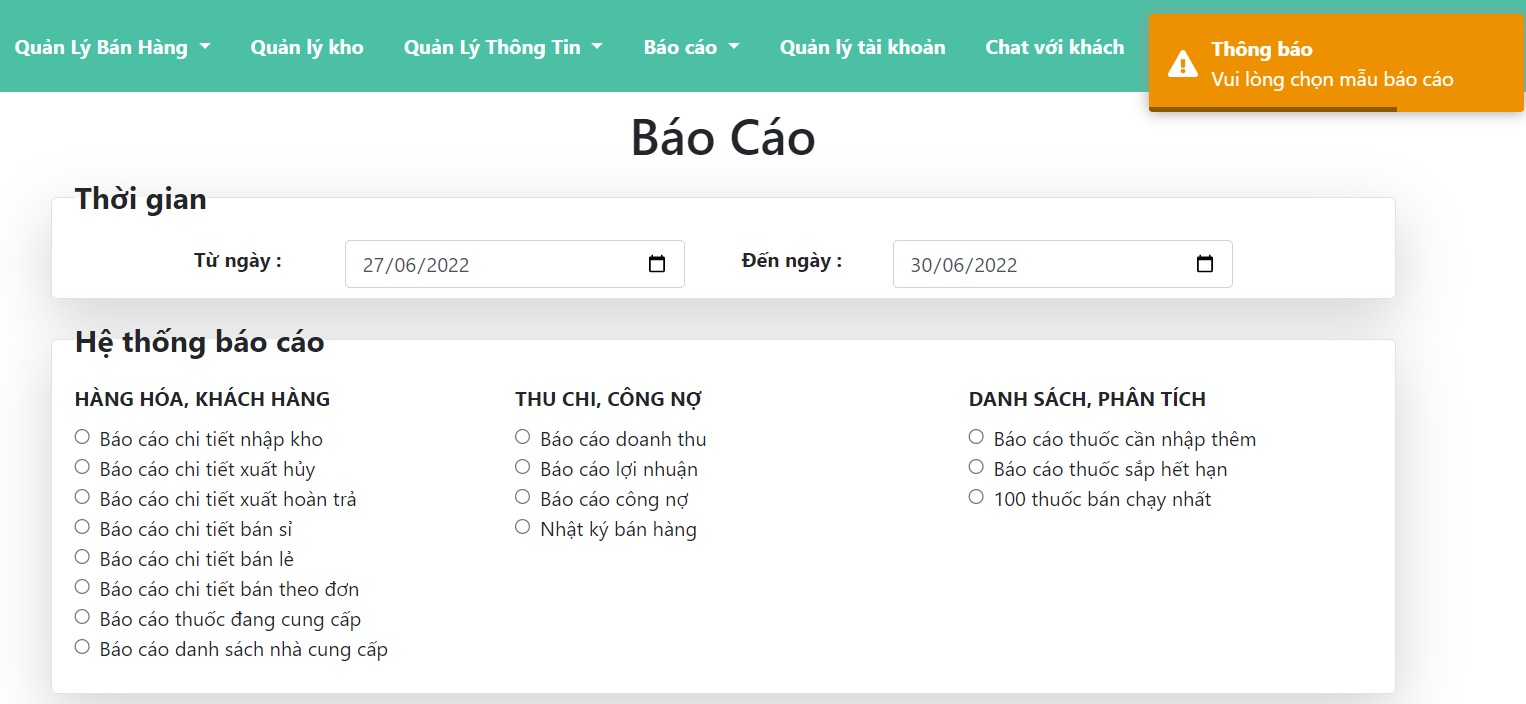 Quản Lý Bán Hàng
Quản lý kho
Quản Lý Thông Tin
Báo cáo
Quản lý tài khoản
Chat với khách
Thông báo
Vui lòng chọn mẫu báo cáo
Báo Cáo
Thời gian
Từ ngày :
27/06/2022
Đến ngày :
30/06/2022
Hệ thống báo cáo
HÀNG HÓA, KHÁCH HÀNG
Báo cáo chi tiết nhập kho
Báo cáo chi tiết xuất hủy
Báo cáo chi tiết xuất hoàn trả
Báo cáo chi tiết bán sỉ
Báo cáo chi tiết bán lẻ
Báo cáo chi tiết bán theo đơn
Báo cáo thuốc đang cung cấp
Báo cáo danh sách nhà cung cấp
THU CHI, CÔNG NỢ
Báo cáo doanh thu
Báo cáo lợi nhuận
Báo cáo công nợ
Nhật ký bán hàng
DANH SÁCH, PHÂN TÍCH
Báo cáo thuốc cần nhập thêm
Báo cáo thuốc sắp hết hạn
100 thuốc bán chạy nhất